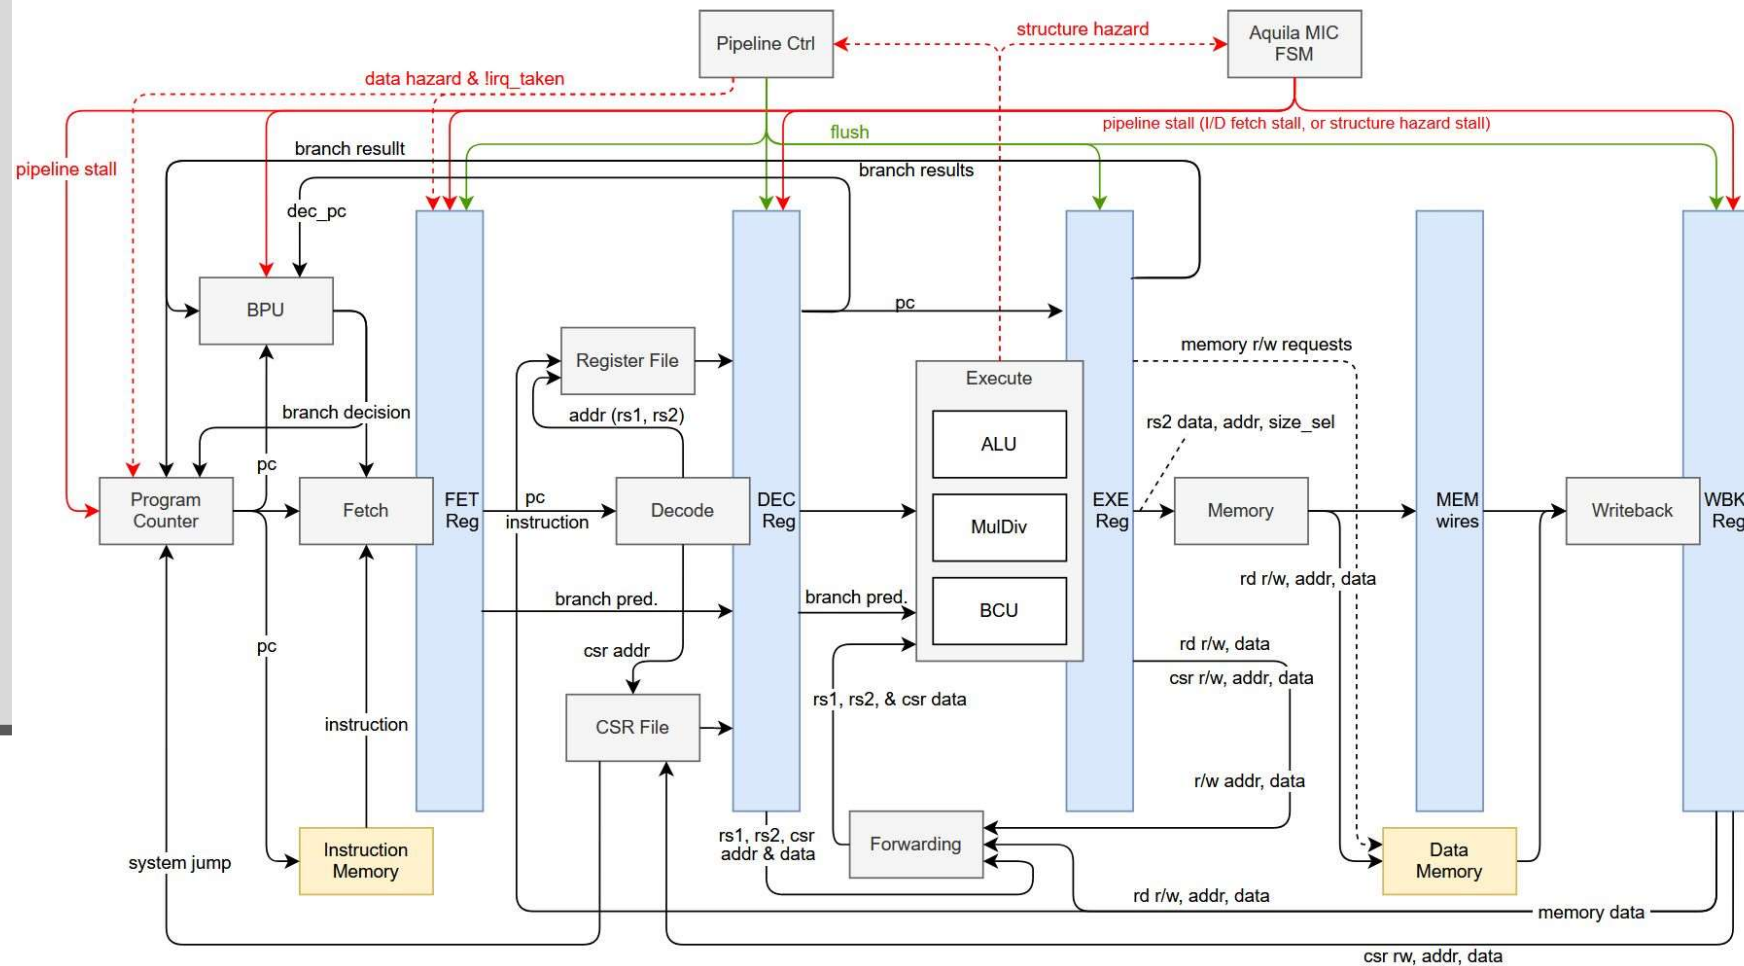 Pipeline Ctrl
structure hazard
Aquila MIC
FSM
data hazard & !irq_taken
pipeline stall (I/D fetch stall, or structure hazard stall)
flush
branch resullt
pipeline stall
branch results
dec_pc
BPU
pc
Register File
memory r/w requests
Execute
branch decision
addr (rs1, rs2)
rs2 data, addr, size_sel
ALU
pc
Program
Counter
Fetch
FET
Reg
pc
instruction
Decode
DEC
Reg
MulDiv
EXE
Reg
Memory
MEM
wires
Writeback
WBK
Reg
rd r/w, addr, data
branch pred.
branch pred.
BCU
pc
csr addr
rd r/w, data
csr r/w, addr, data
rs1, rs2, & csr data
instruction
CSR File
r/w addr, data
system jump
Instruction
Memory
rs1, rs2, csr
addr & data
Forwarding
Data
Memory
rd r/w, addr, data
memory data
csr rw, addr, data